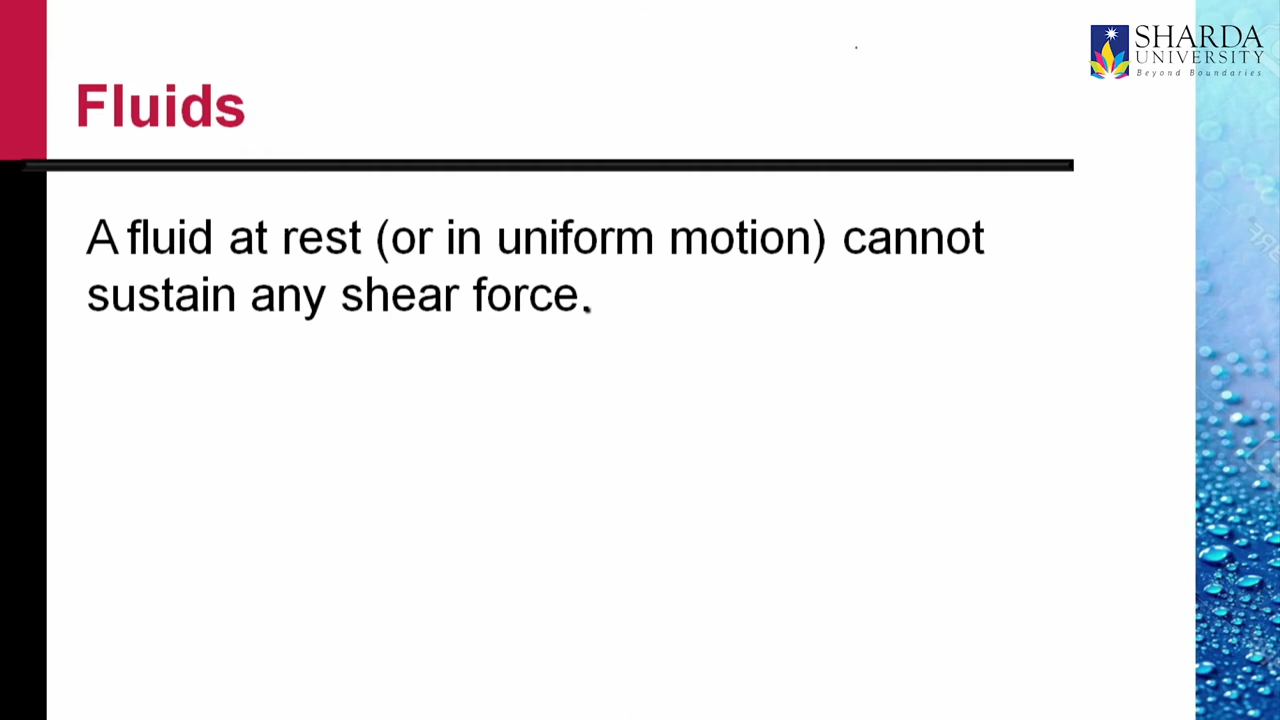 SHARDA
UNIVERSITY
Beyond Boundaries
Fluids
A fluid at rest (or in uniform motion) cannot
sustain any shear force.